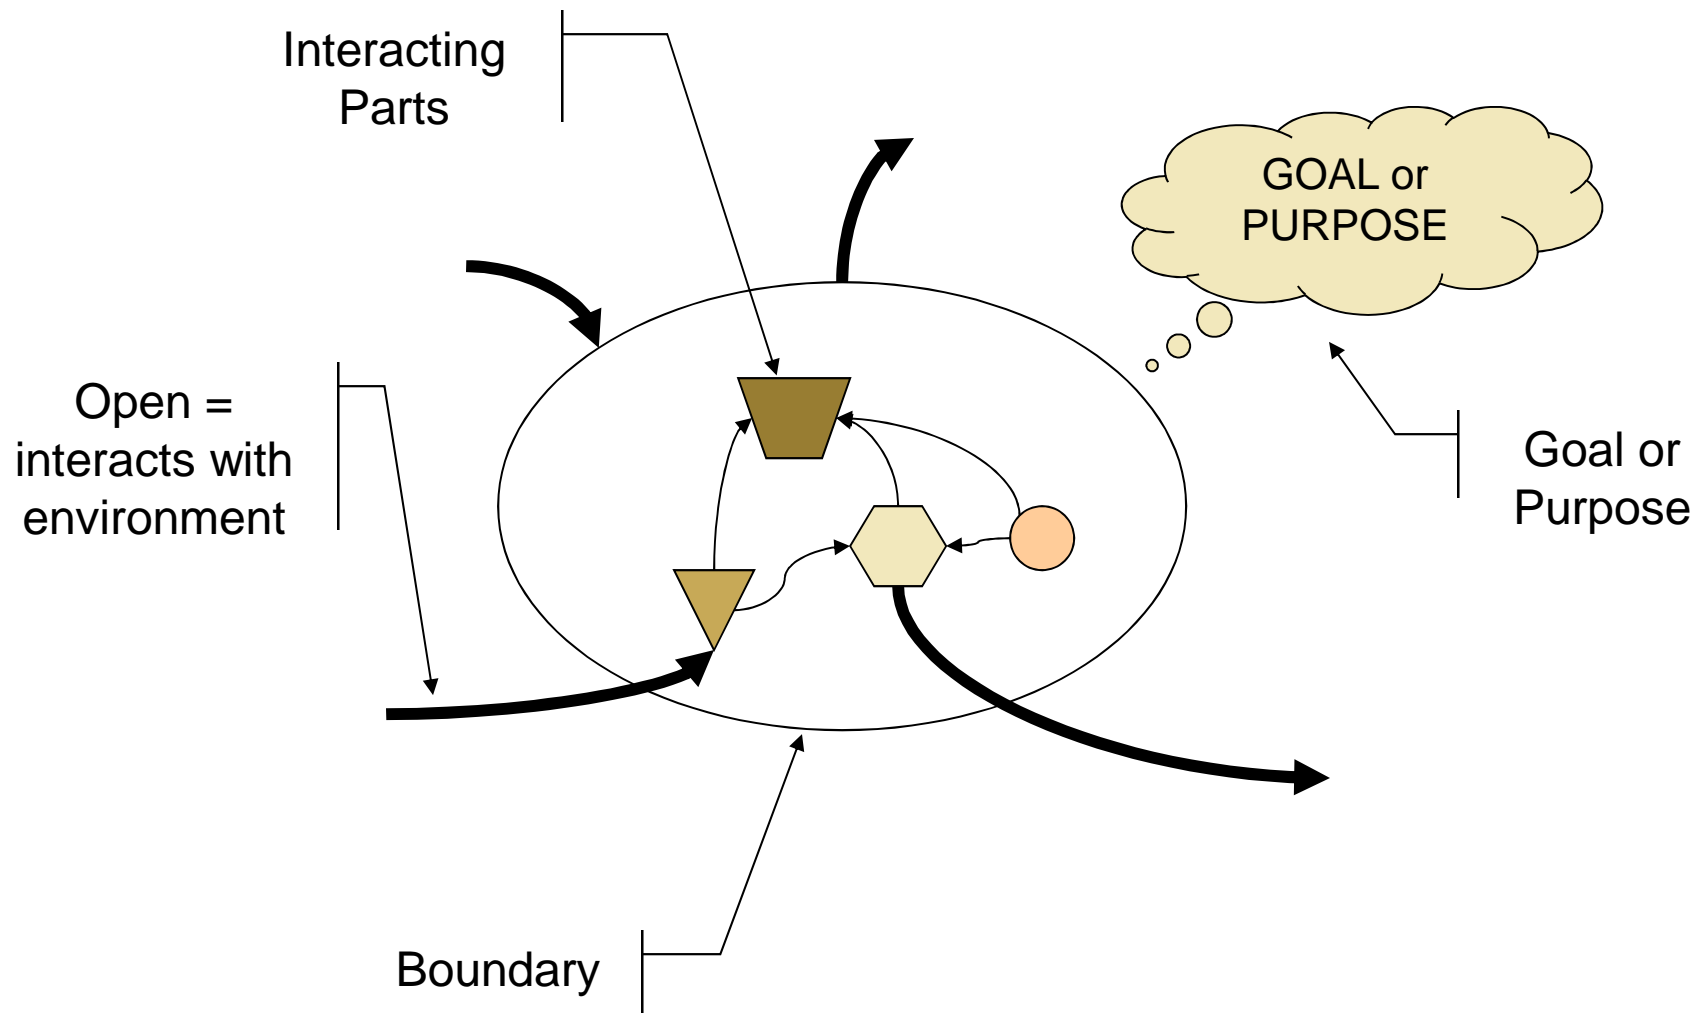 Interacting
Parts
GOAL or
PURPOSE
Open =
interacts with
environment
Goal or
Purpose
Boundary